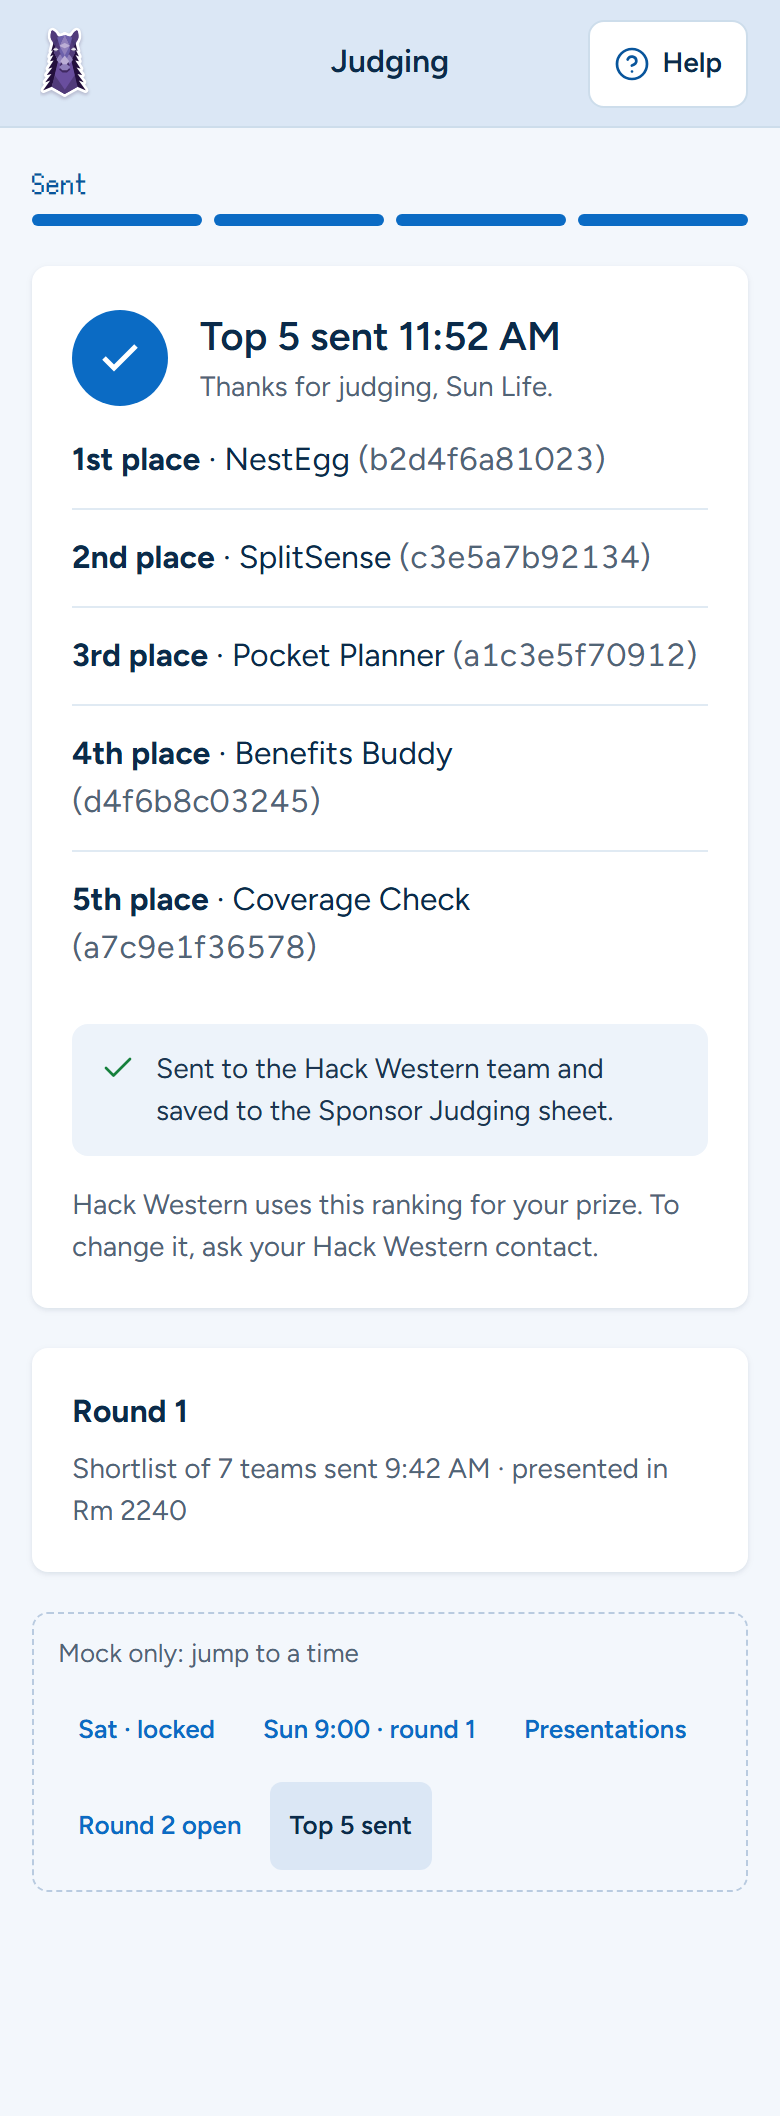 Judging
Help
Sent
Top 5 sent 11:52 AM
Thanks for judging, Sun Life.
1st place · NestEgg (b2d4f6a81023)
2nd place · SplitSense (c3e5a7b92134)
3rd place · Pocket Planner (a1c3e5f70912)
4th place · Benefits Buddy
(d4f6b8c03245)
5th place · Coverage Check
(a7c9e1f36578)
Sent to the Hack Western team and
saved to the Sponsor Judging sheet.
Hack Western uses this ranking for your prize. To
change it, ask your Hack Western contact.
Round 1
Shortlist of 7 teams sent 9:42 AM · presented in
Rm 2240
Mock only: jump to a time
Sat · locked
Sun 9:00 · round 1
Presentations
Round 2 open
Top 5 sent